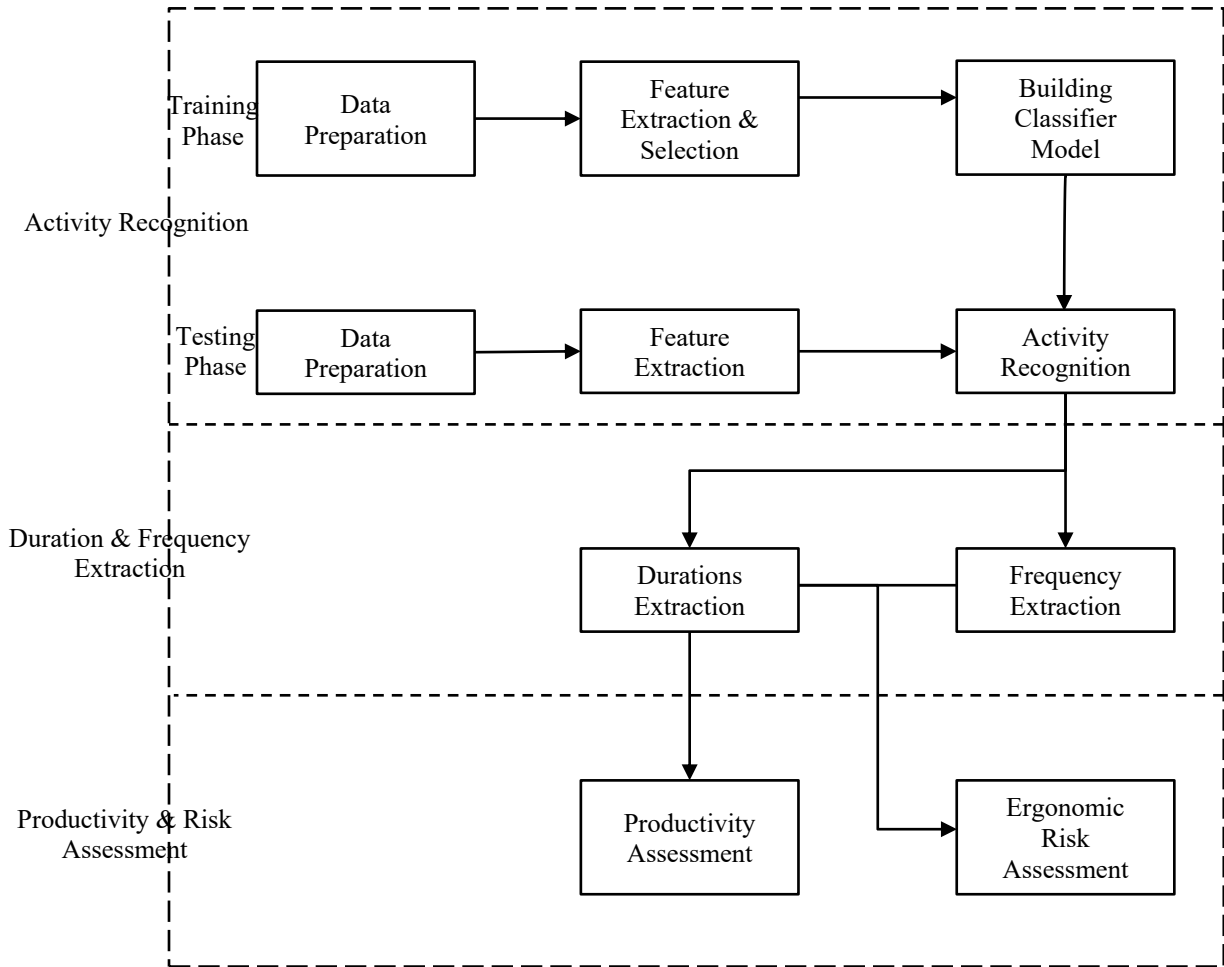 Training
Phase
Data
Preparation
Feature
Extraction &
Selection
Building
Classifier
Model
Activity Recognition
Testing
Phase
Data
Preparation
Feature
Extraction
Activity
Recognition
Duration & Frequency
Extraction
Durations
Extraction
Frequency
Extraction
Productivity & Risk
Assessment
Productivity
Assessment
Ergonomic
Risk
Assessment